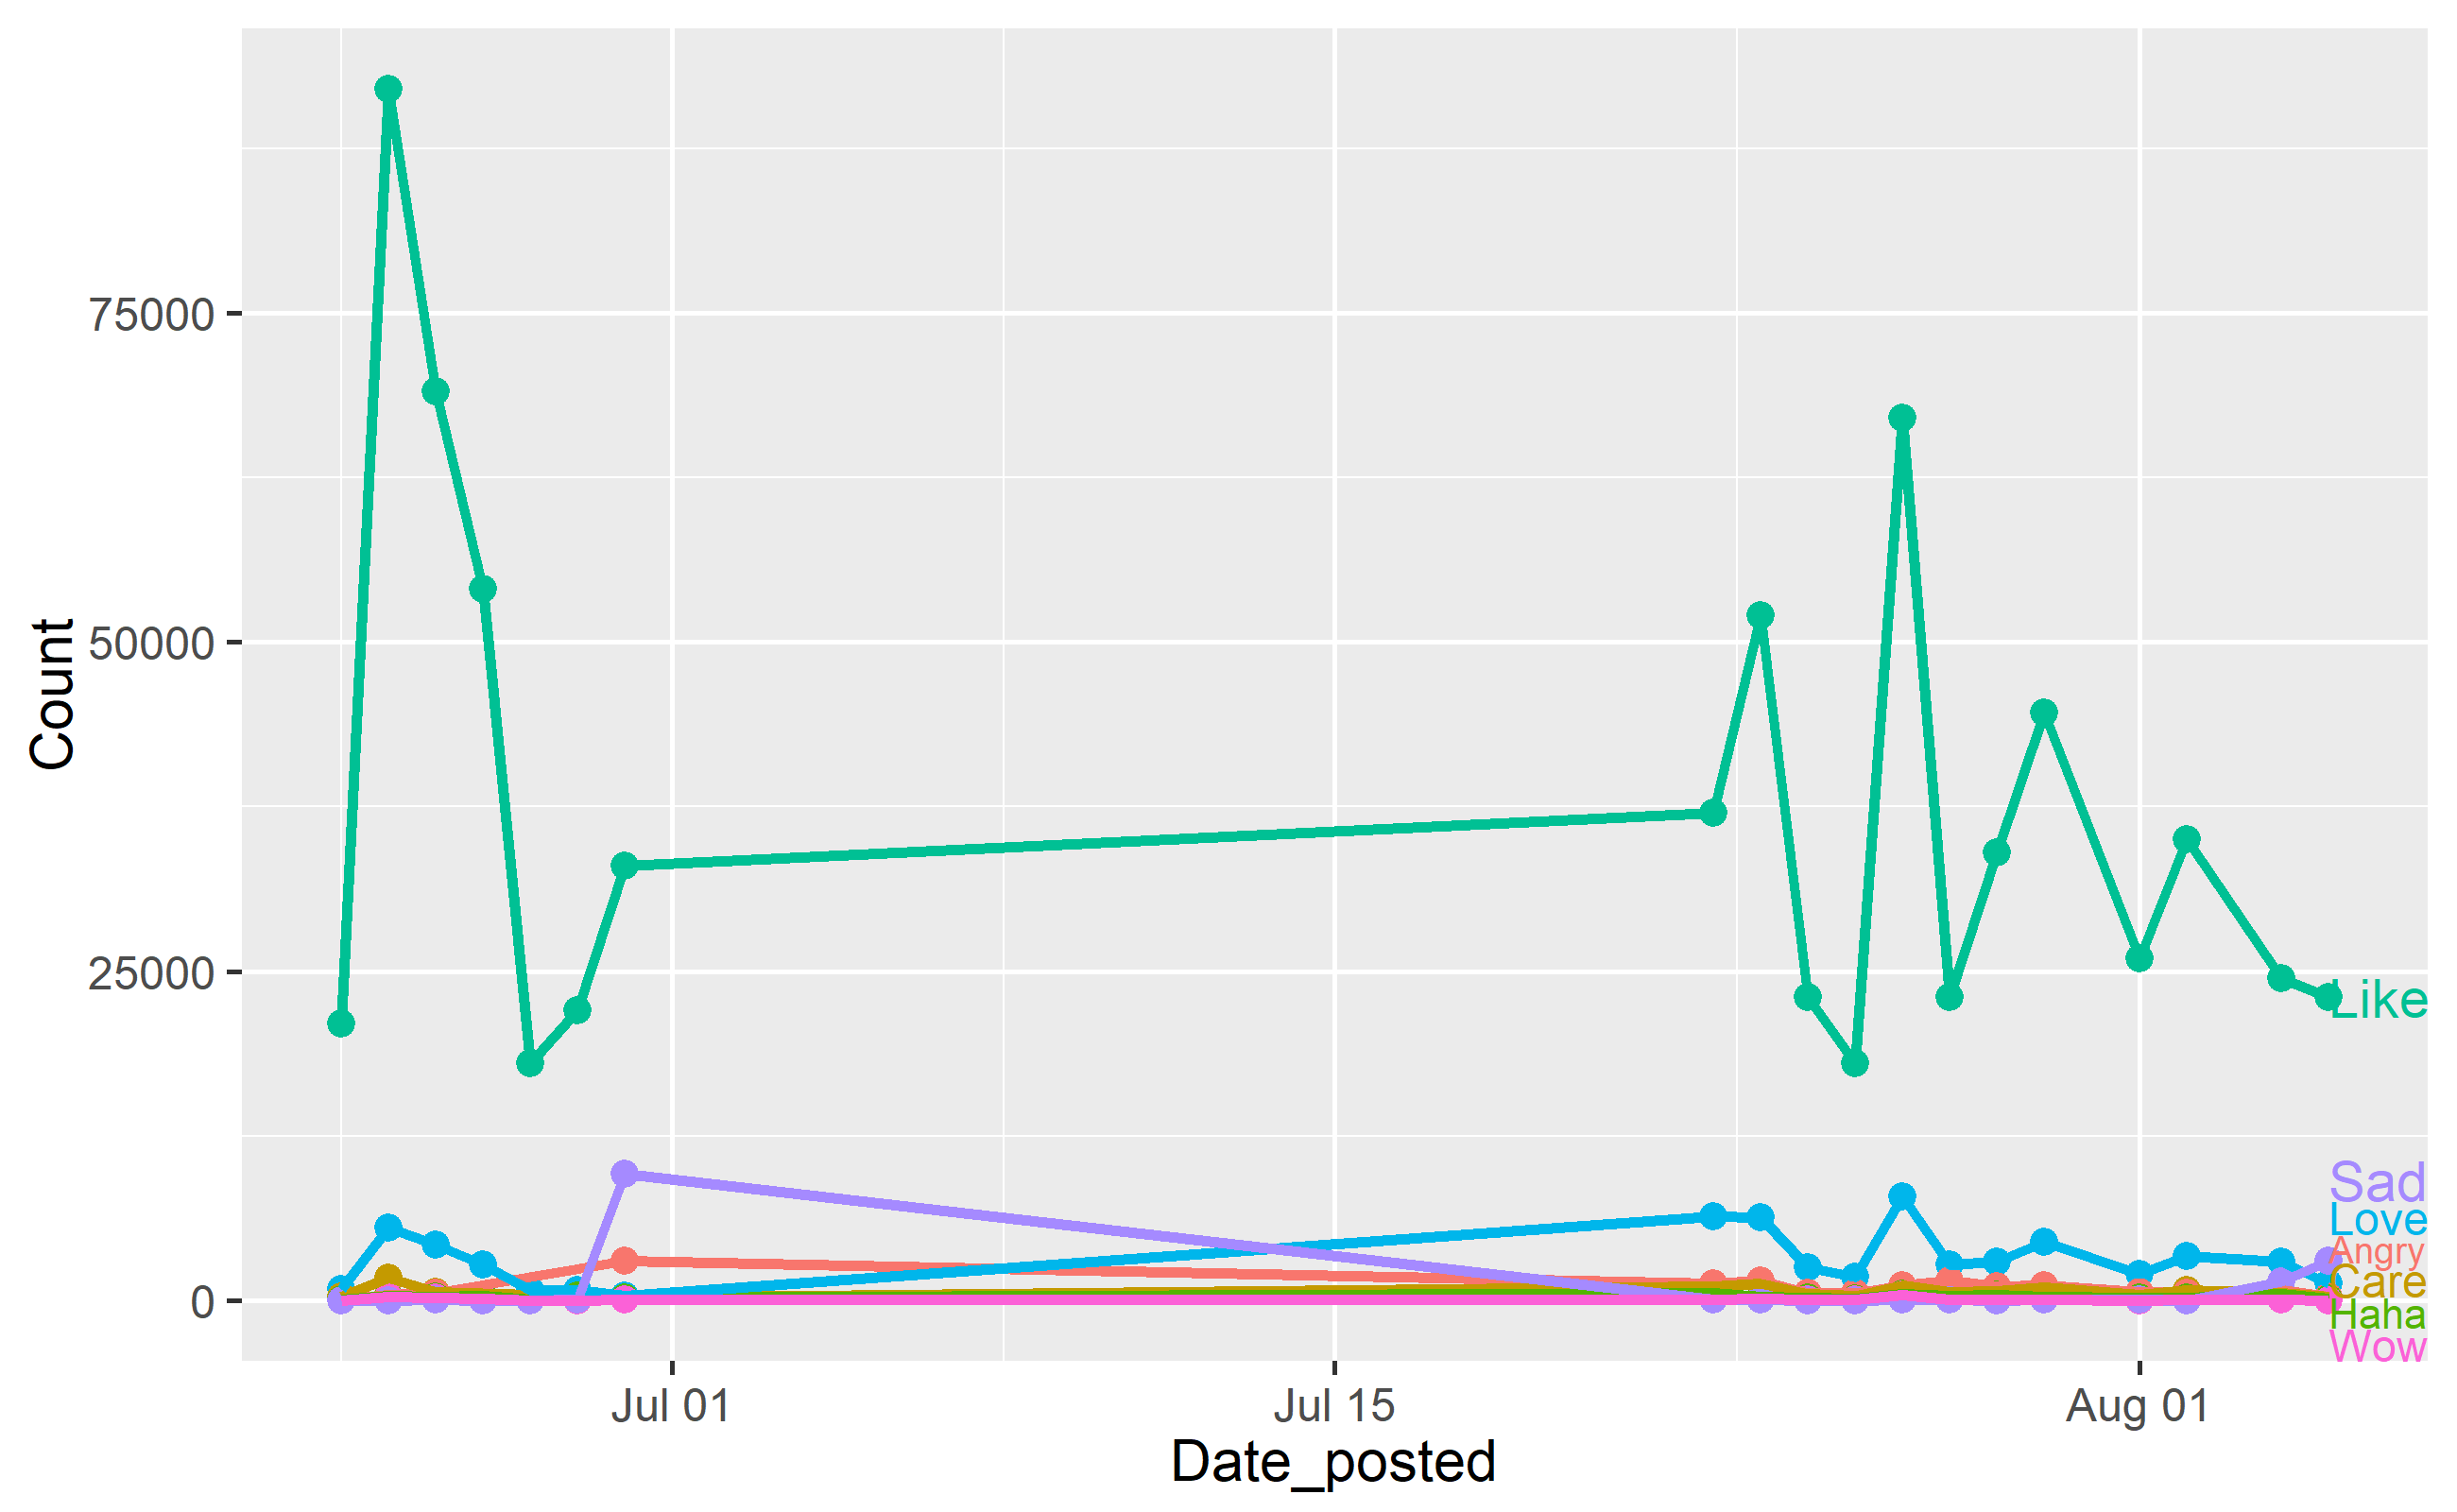 75000
50000
25000
0
Count
Like
Sad
Love
Angry
Care
Haha
Wow
Jul 01
Jul 15
Aug 01
Date_posted